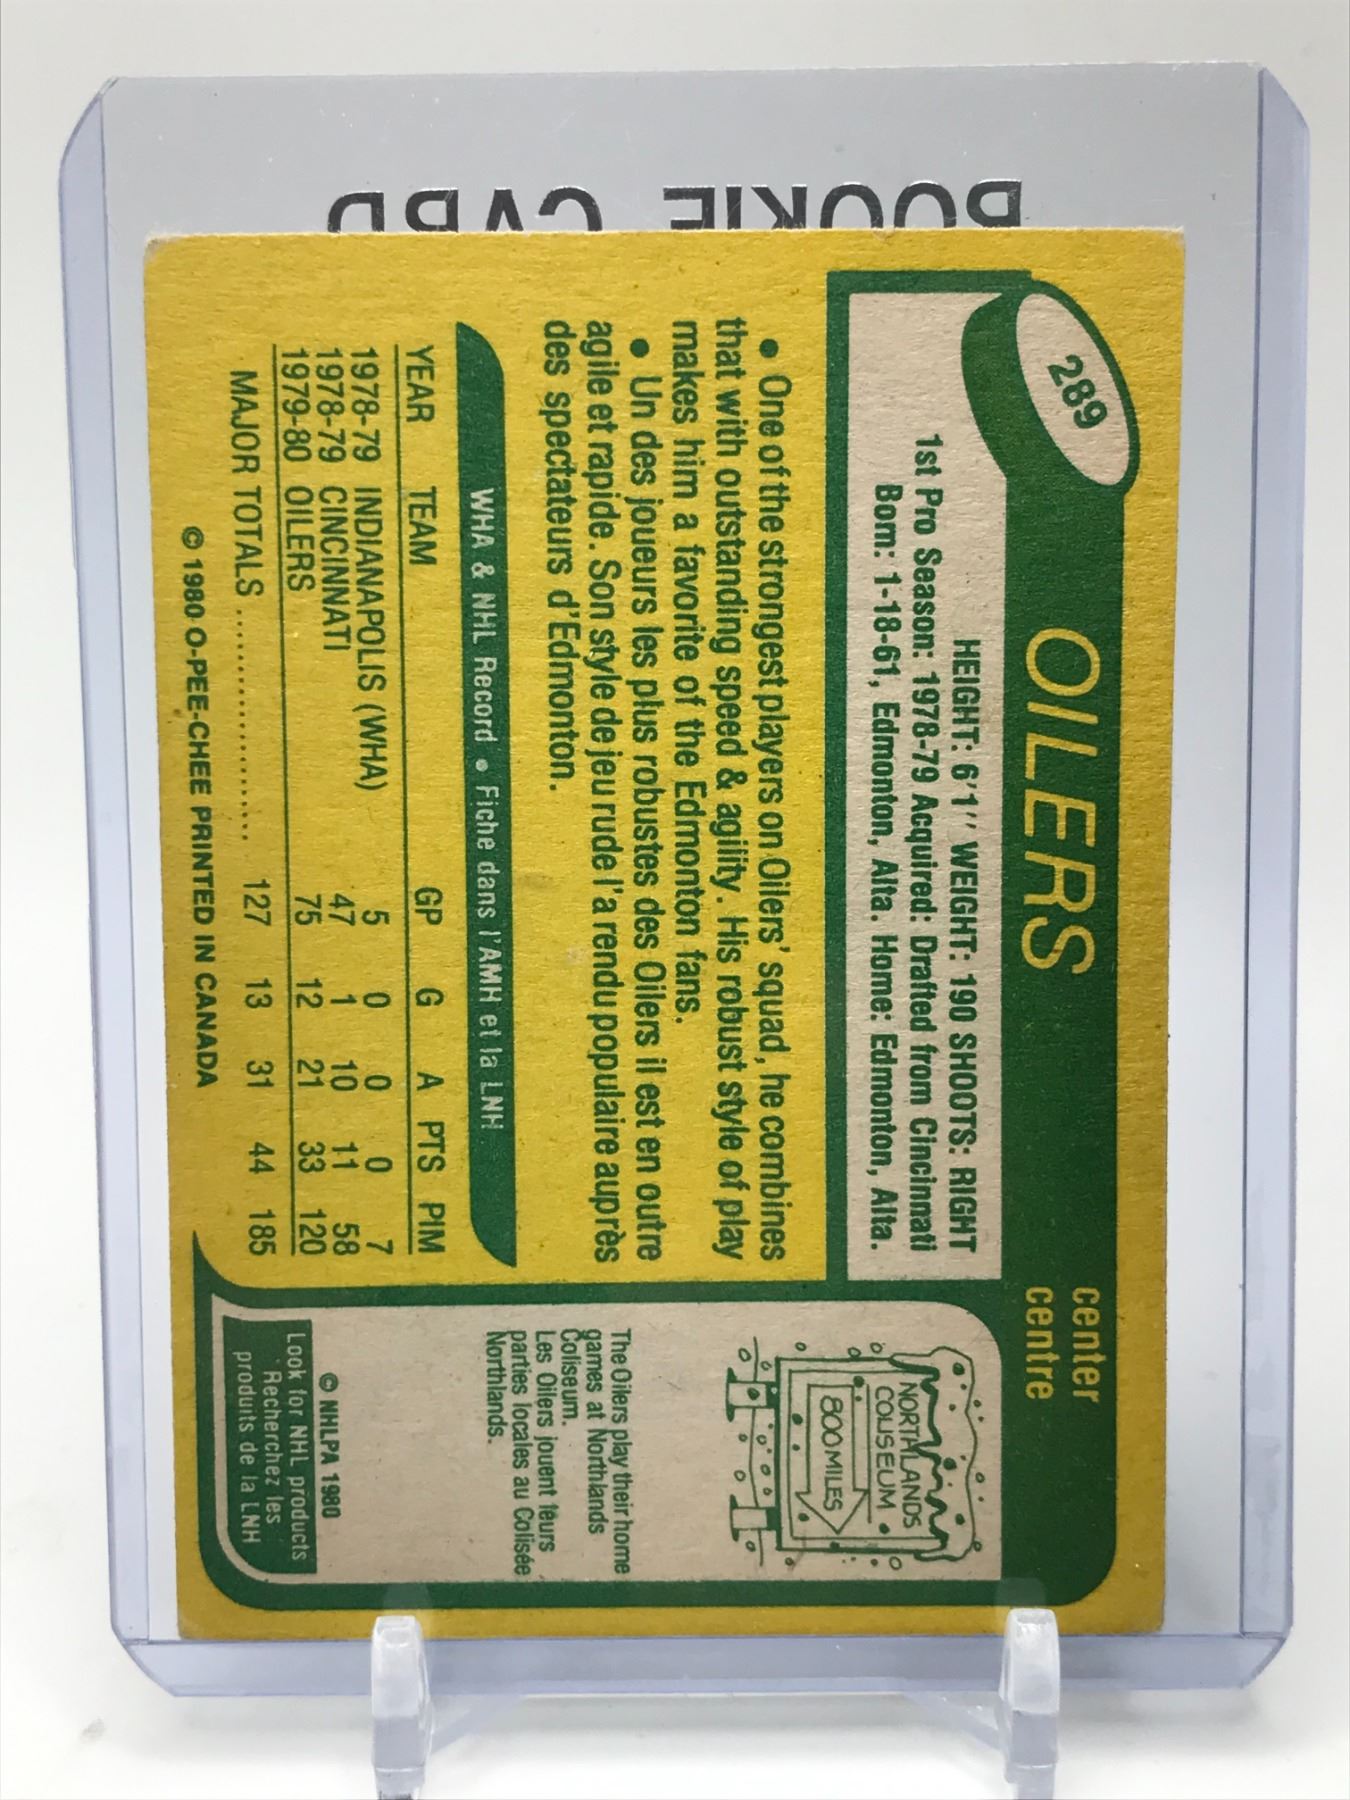 ROOKIE CARD
289
OILERS
center
centre
HEIGHT: 6'1'' WEIGHT: 190 SHOOTS: RIGHT
1st Pro Season: 1978-79 Acquired: Drafted from Cincinnati
Born: 1-18-61, Edmonton, Alta. Home: Edmonton, Alta.
• One of the strongest players on Oilers' squad, he combines
that with outstanding speed & agility. His robust style of play
makes him a favorite of the Edmonton fans.
• Un des joueurs les plus robustes des Oilers il est en outre
agile et rapide. Son style de jeu rude l'a rendu populaire auprès
des spectateurs d'Edmonton.
WHA & NHL Record • Fiche dans l'AMH et la LNH
YEAR TEAM GP G A PTS PIM
1978-79 INDIANAPOLIS (WHA) 5 0 0 0 7
1978-79 CINCINNATI 47 1 10 11 58
1979-80 OILERS 75 12 21 33 120
MAJOR TOTALS ................ 127 13 31 44 185
© 1980 O-PEE-CHEE PRINTED IN CANADA
NORTHLANDS
COLISEUM
800 MILES
The Oilers play their home
games at Northlands
Coliseum.
Les Oilers jouent leurs
parties locales au Colisée
Northlands.
© NHLPA 1980
Look for NHL products
Recherchez les
produits de la LNH